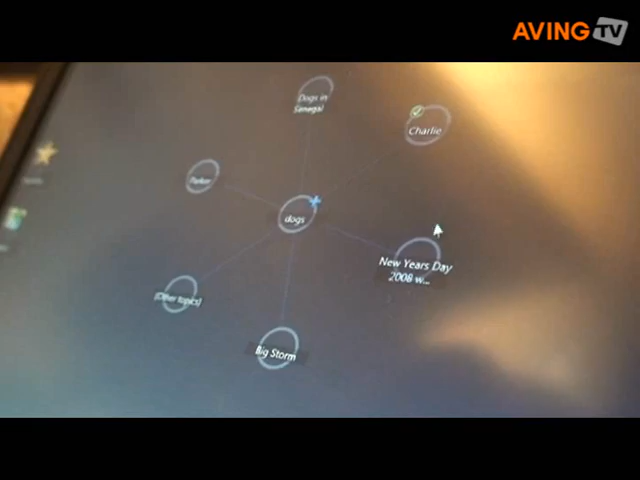 AVING TV
Dogs in
Senegal
Charlie
dogs
New Years Day
2008 w...
(Other topics)
Big Storm